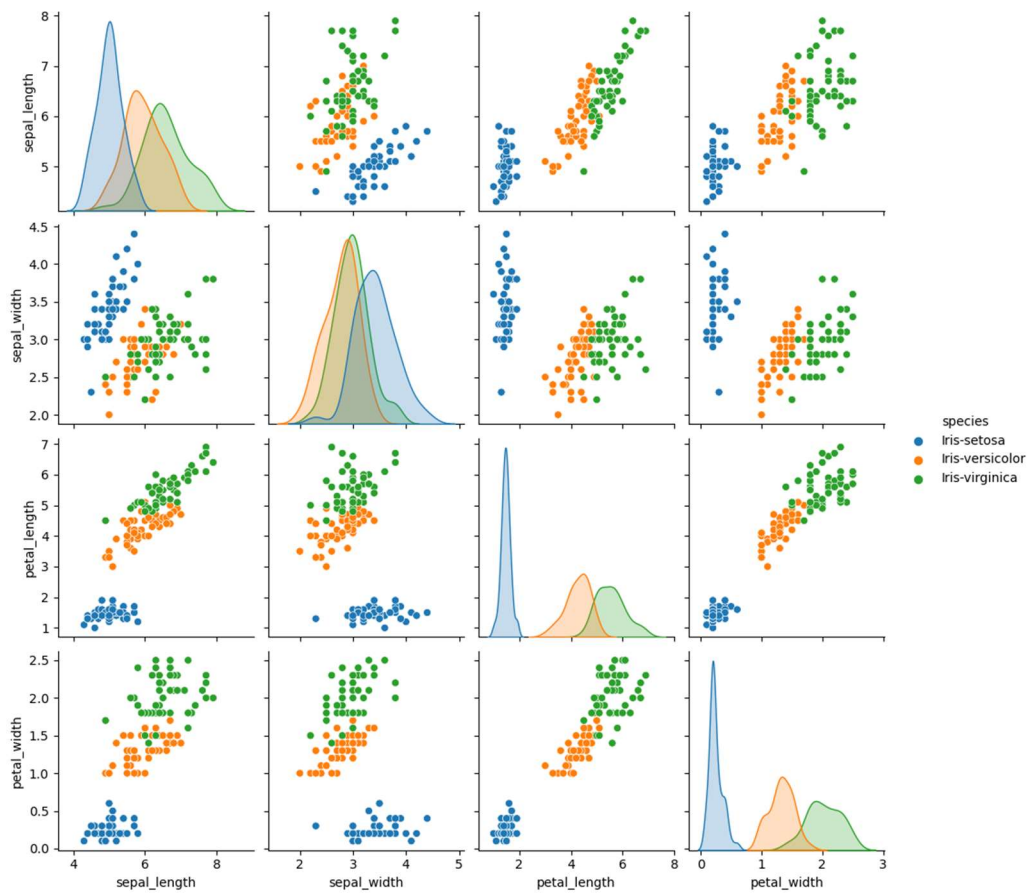 sepal_length
8
7
6
5
sepal_width
4.5
4.0
3.5
3.0
2.5
2.0
species
Iris-setosa
Iris-versicolor
Iris-virginica
petal_length
7
6
5
4
3
2
1
petal_width
2.5
2.0
1.5
1.0
0.5
0.0
4 6 8
2 3 4 5
2 4 6 8
0 1 2 3
sepal_length sepal_width petal_length petal_width